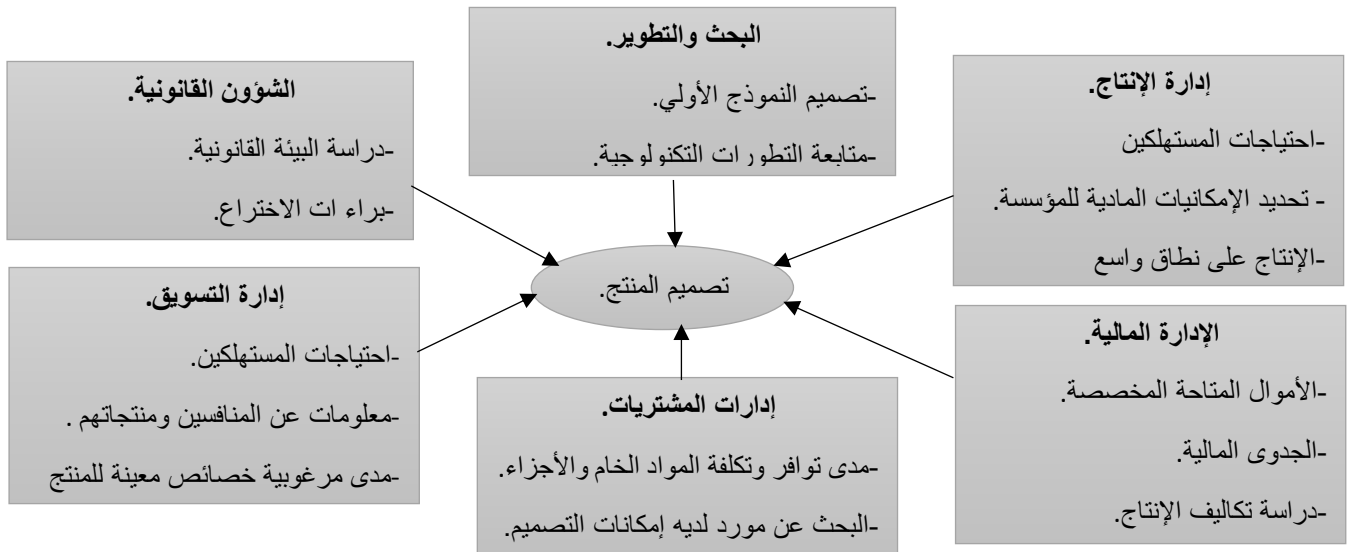 البحث والتطوير.
-تصميم النموذج الأولي.
-متابعة التطورات التكنولوجية.
إدارة الإنتاج.
-احتياجات المستهلكين
- تحديد الإمكانيات المادية للمؤسسة.
-الإنتاج على نطاق واسع
الشؤون القانونية.
-دراسة البيئة القانونية.
-براء ات الاختراع.
تصميم المنتج.
إدارة التسويق.
-احتياجات المستهلكين.
-معلومات عن المنافسين ومنتجاتهم .
-مدى مرغوبية خصائص معينة للمنتج
الإدارة المالية.
-الأموال المتاحة المخصصة.
-الجدوى المالية.
-دراسة تكاليف الإنتاج.
إدارات المشتريات.
-مدى توافر وتكلفة المواد الخام والأجزاء.
-البحث عن مورد لديه إمكانات التصميم.